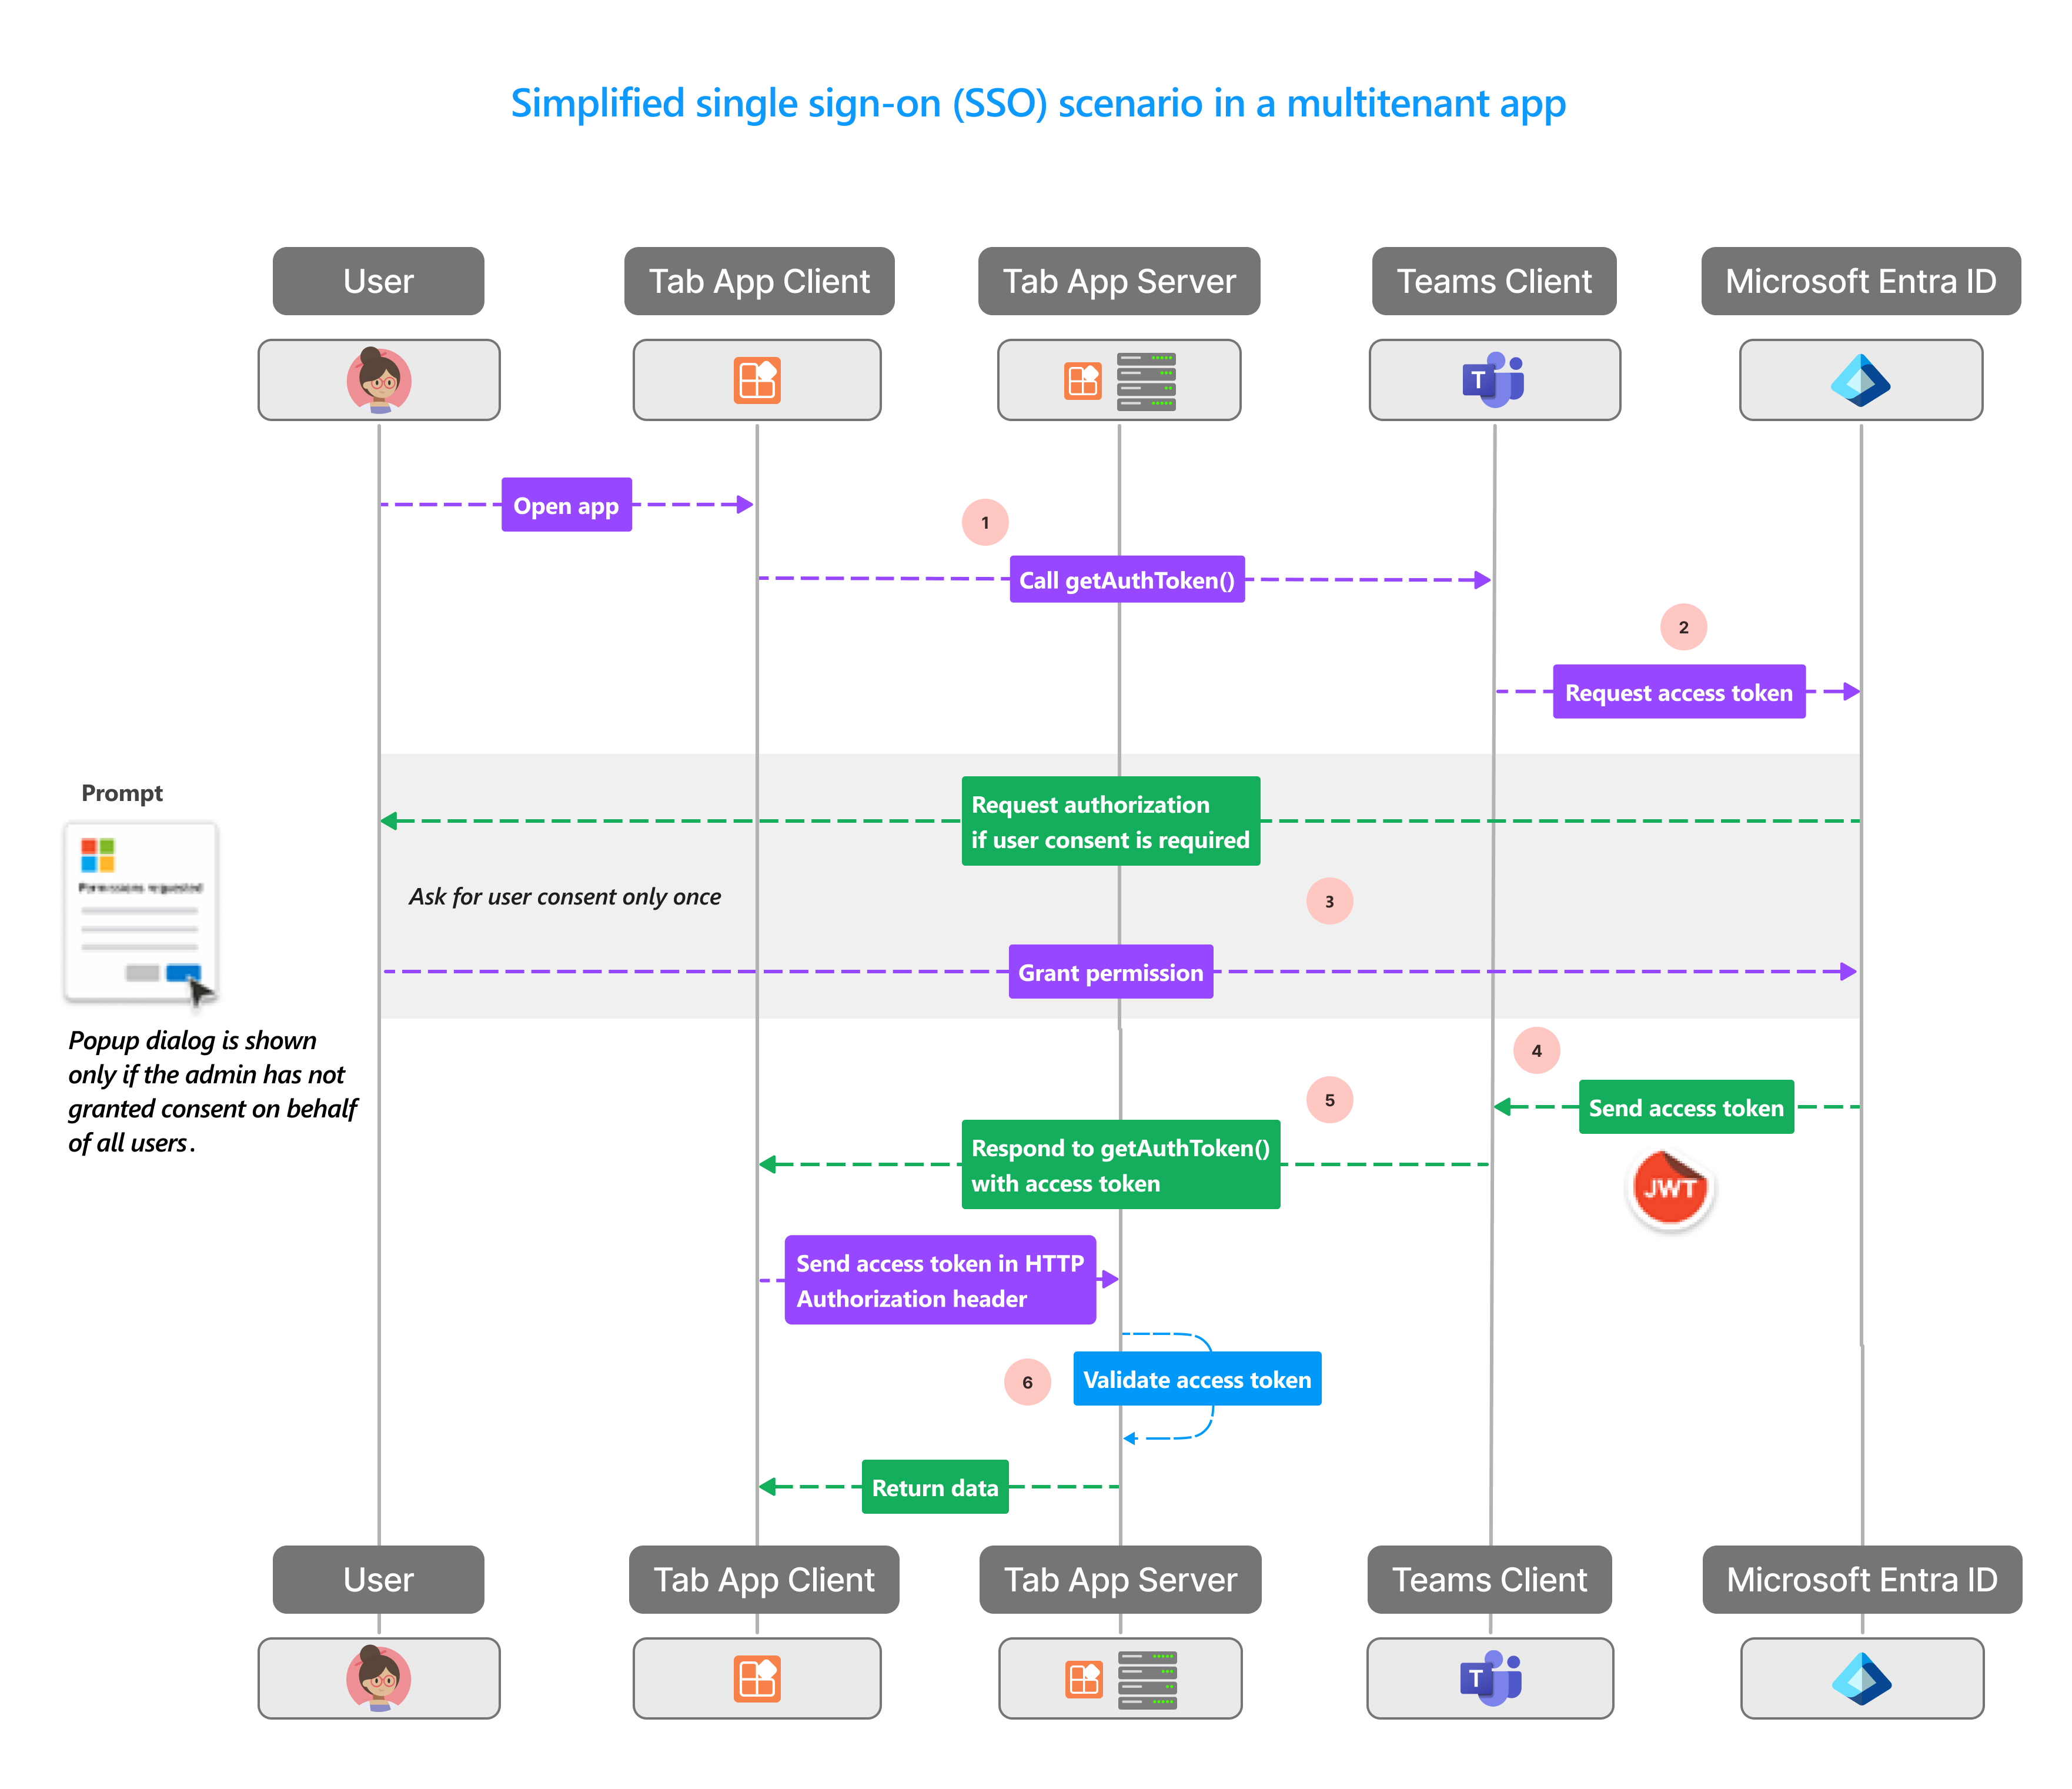 Simplified single sign-on (SSO) scenario in a multitenant app
User
Tab App Client
Tab App Server
Teams Client
Microsoft Entra ID
T
Open app
1
Call getAuthToken()
2
Request access token
Prompt
Request authorization
if user consent is required
Permissions requested
Ask for user consent only once
3
Grant permission
Popup dialog is shown
only if the admin has not
granted consent on behalf
of all users.
4
Send access token
JWT
5
Respond to getAuthToken()
with access token
Send access token in HTTP
Authorization header
6
Validate access token
Return data
User
Tab App Client
Tab App Server
Teams Client
Microsoft Entra ID
T